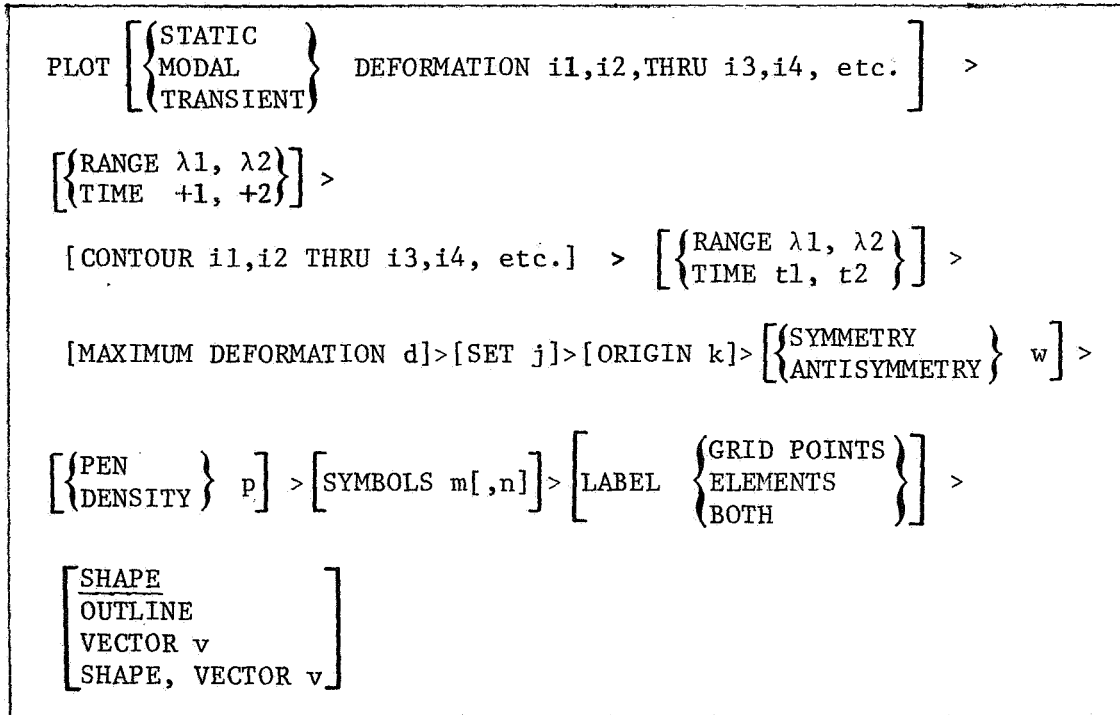 STATIC
PLOT [{MODAL} DEFORMATION i1,i2,THRU i3,i4, etc.] >
TRANSIENT
[{RANGE λ1, λ2}] >
TIME +1, +2
[CONTOUR i1,i2 THRU i3,i4, etc.] > [{RANGE λ1, λ2}] >
TIME t1, t2
[MAXIMUM DEFORMATION d]>[SET j]>[ORIGIN k]>[{SYMMETRY} w] >
ANTISYMMETRY
[{PEN} p] > [SYMBOLS m[,n]]> [LABEL {GRID POINTS}] >
DENSITY ELEMENTS
BOTH
[SHAPE
OUTLINE
VECTOR v
SHAPE, VECTOR v]